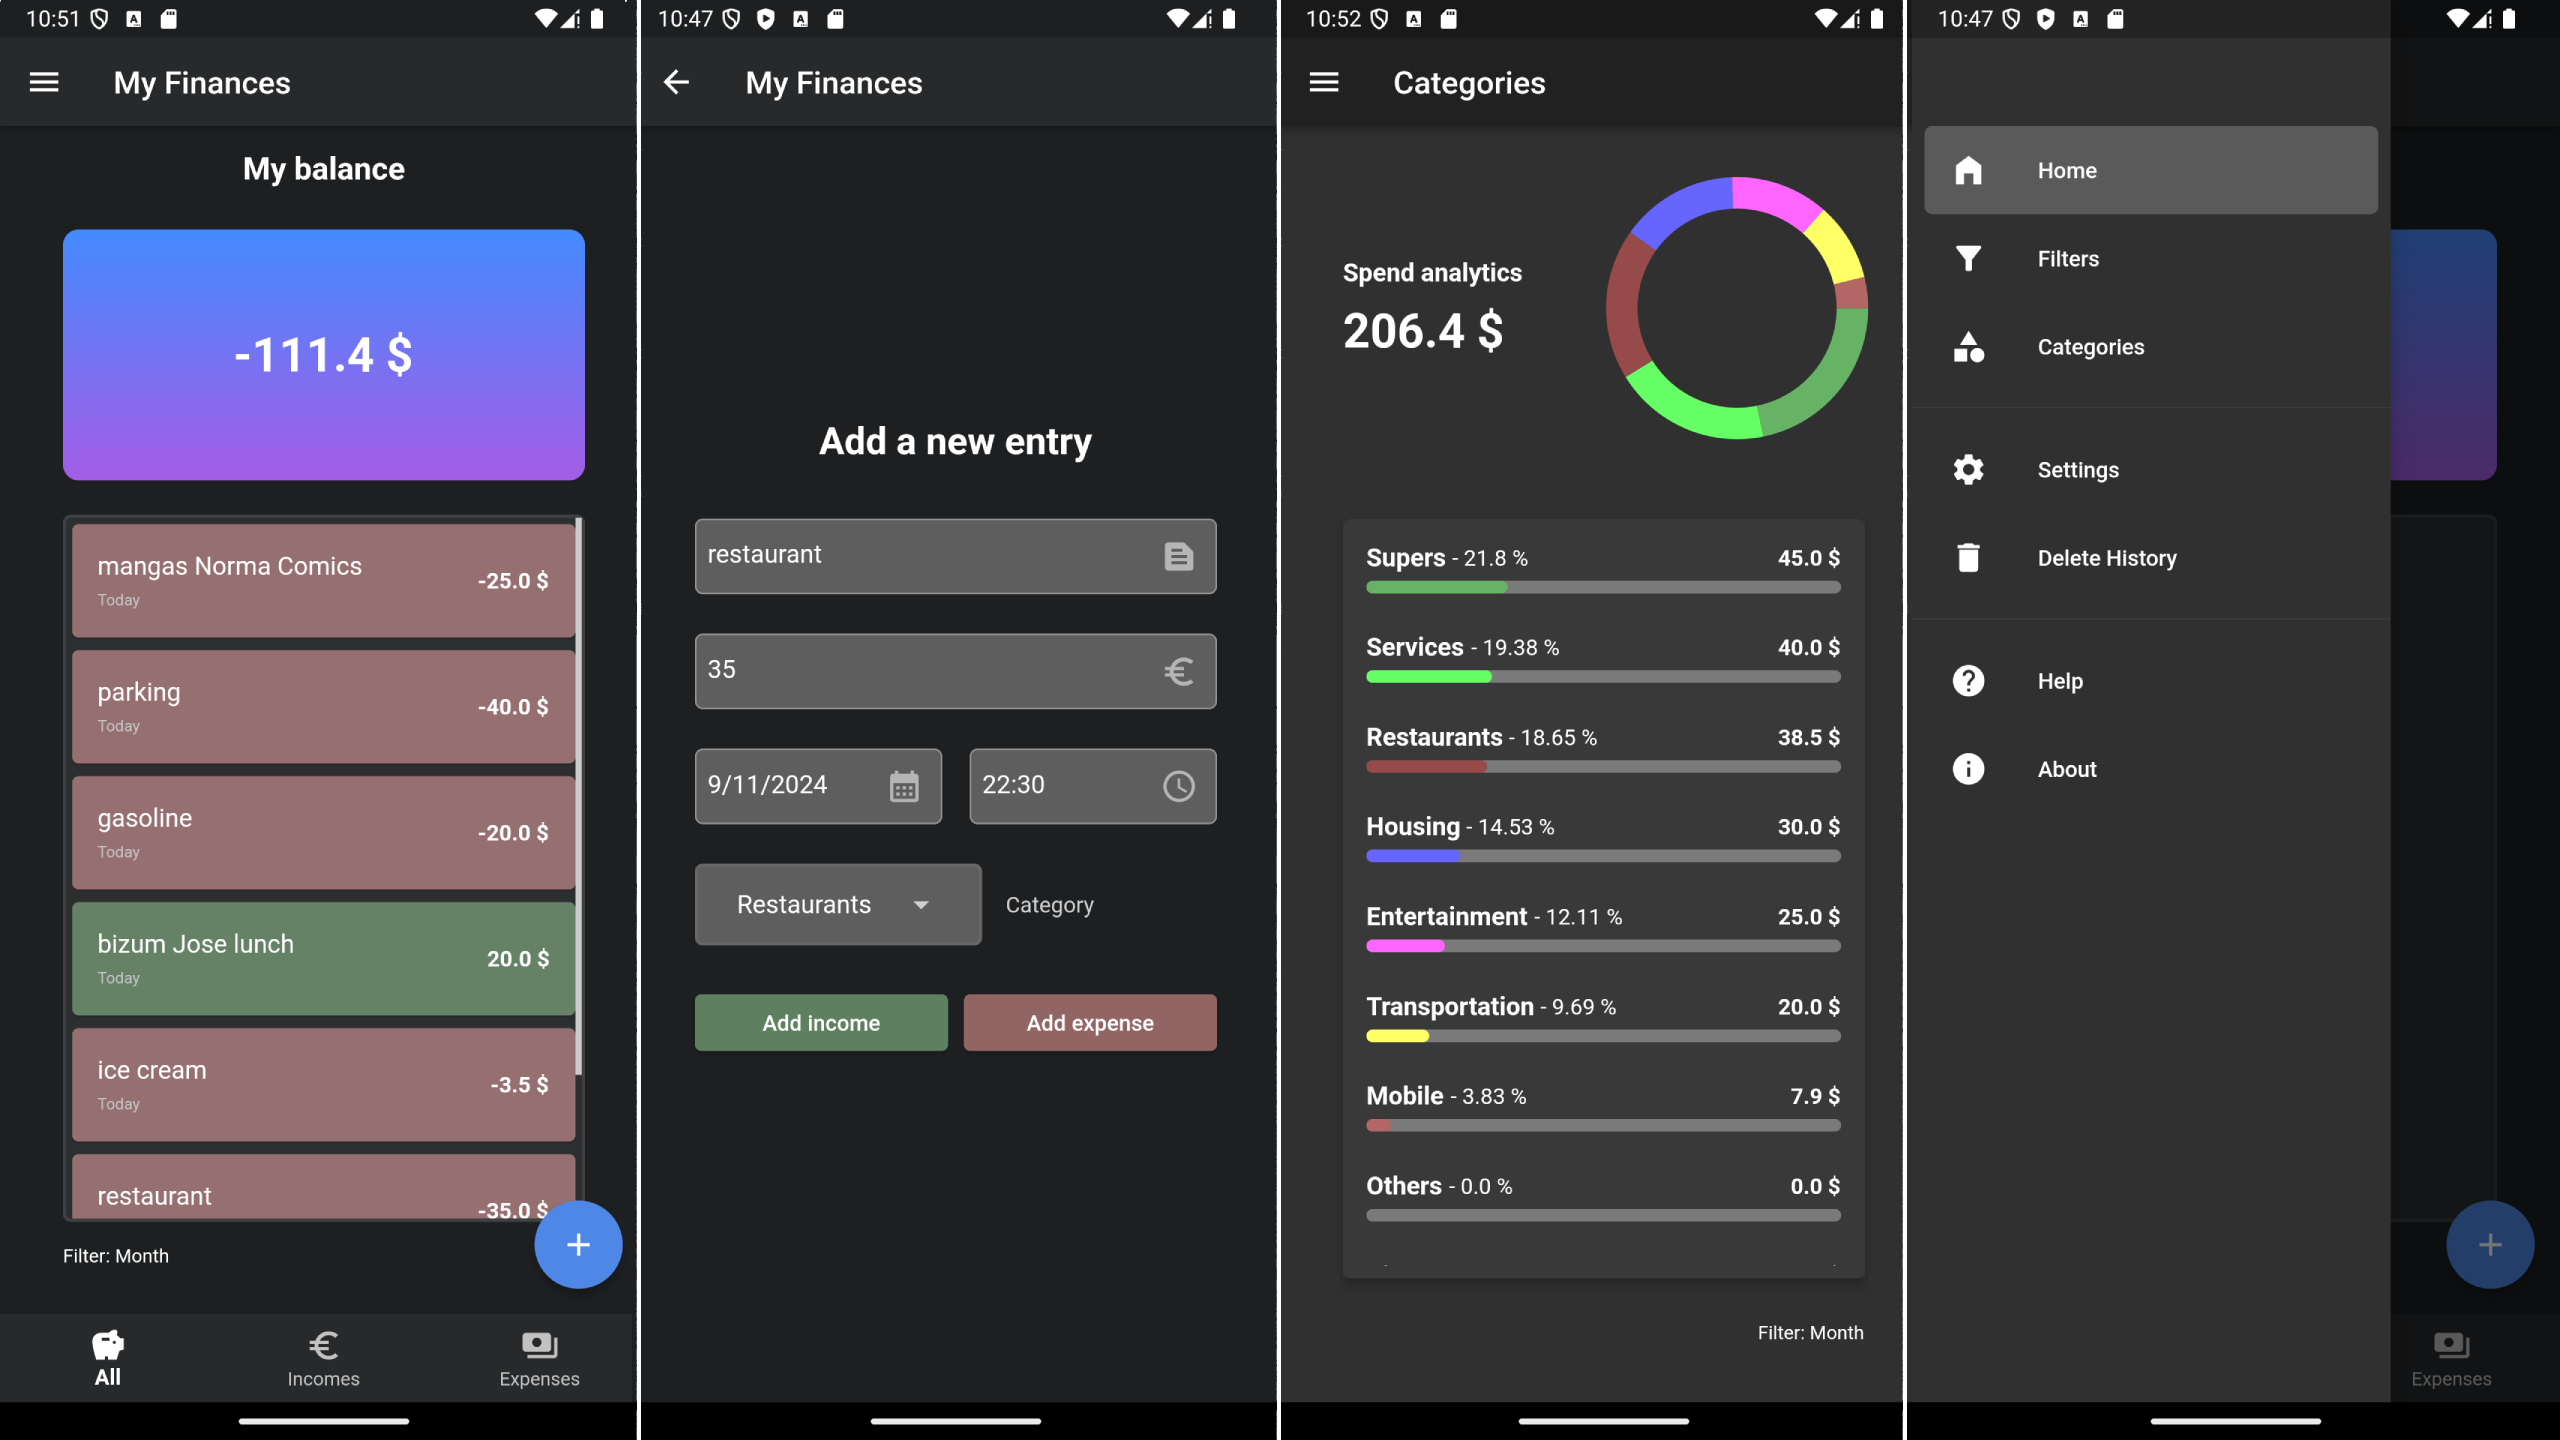 10:51
My Finances
My balance
-111.4 $
mangas Norma Comics
Today
-25.0 $
parking
Today
-40.0 $
gasoline
Today
-20.0 $
bizum Jose lunch
Today
20.0 $
ice cream
Today
-3.5 $
restaurant
-35.0 $
Filter: Month
All
Incomes
Expenses
10:47
My Finances
Add a new entry
restaurant
35
9/11/2024
22:30
Restaurants
Category
Add income
Add expense
10:52
Categories
Spend analytics
206.4 $
Supers - 21.8 %
45.0 $
Services - 19.38 %
40.0 $
Restaurants - 18.65 %
38.5 $
Housing - 14.53 %
30.0 $
Entertainment - 12.11 %
25.0 $
Transportation - 9.69 %
20.0 $
Mobile - 3.83 %
7.9 $
Others - 0.0 %
0.0 $
Filter: Month
10:47
Home
Filters
Categories
Settings
Delete History
Help
About
Expenses